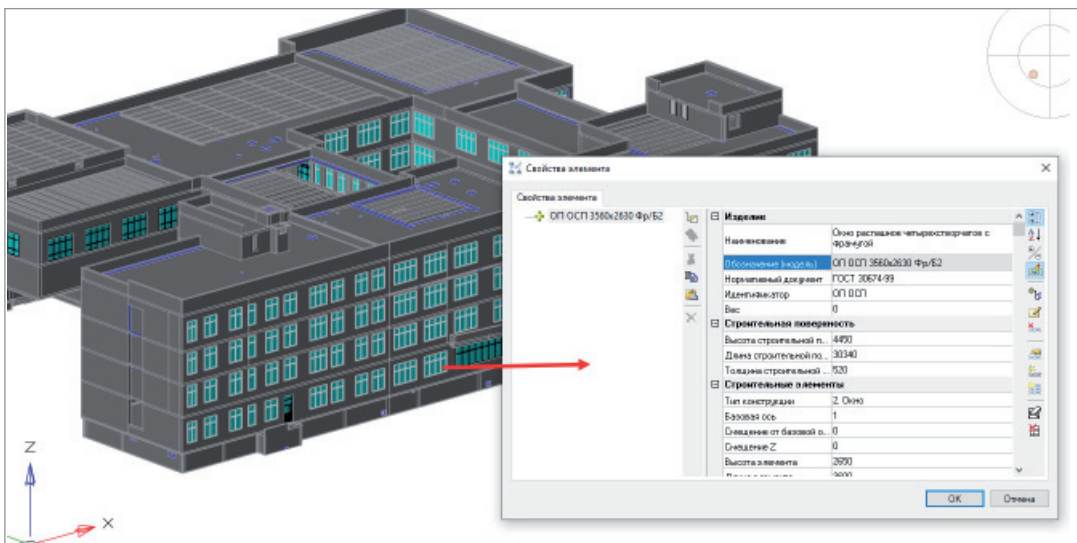 Свойства элемента
Свойства элемента
ОП ОСП 3560x2630 Фр/Б2
Изделие
Наименование
Окно распашное четырехстворчатое с фрамугой
Обозначение (модель) ОП ОСП 3560x2630 Фр/Б2
Нормативный документ ГОСТ 30674-99
Идентификатор ОП ОСП
Вес 0
Строительная поверхность
Высота строительной п... 4450
Длина строительной по... 30340
Толщина строительной ... 520
Строительные элементы
Тип конструкции 2. Окно
Базовая ось 1
Смещение от базовой о... 0
Смещение Z 0
Высота элемента 2650
OK Отмена
Z
X